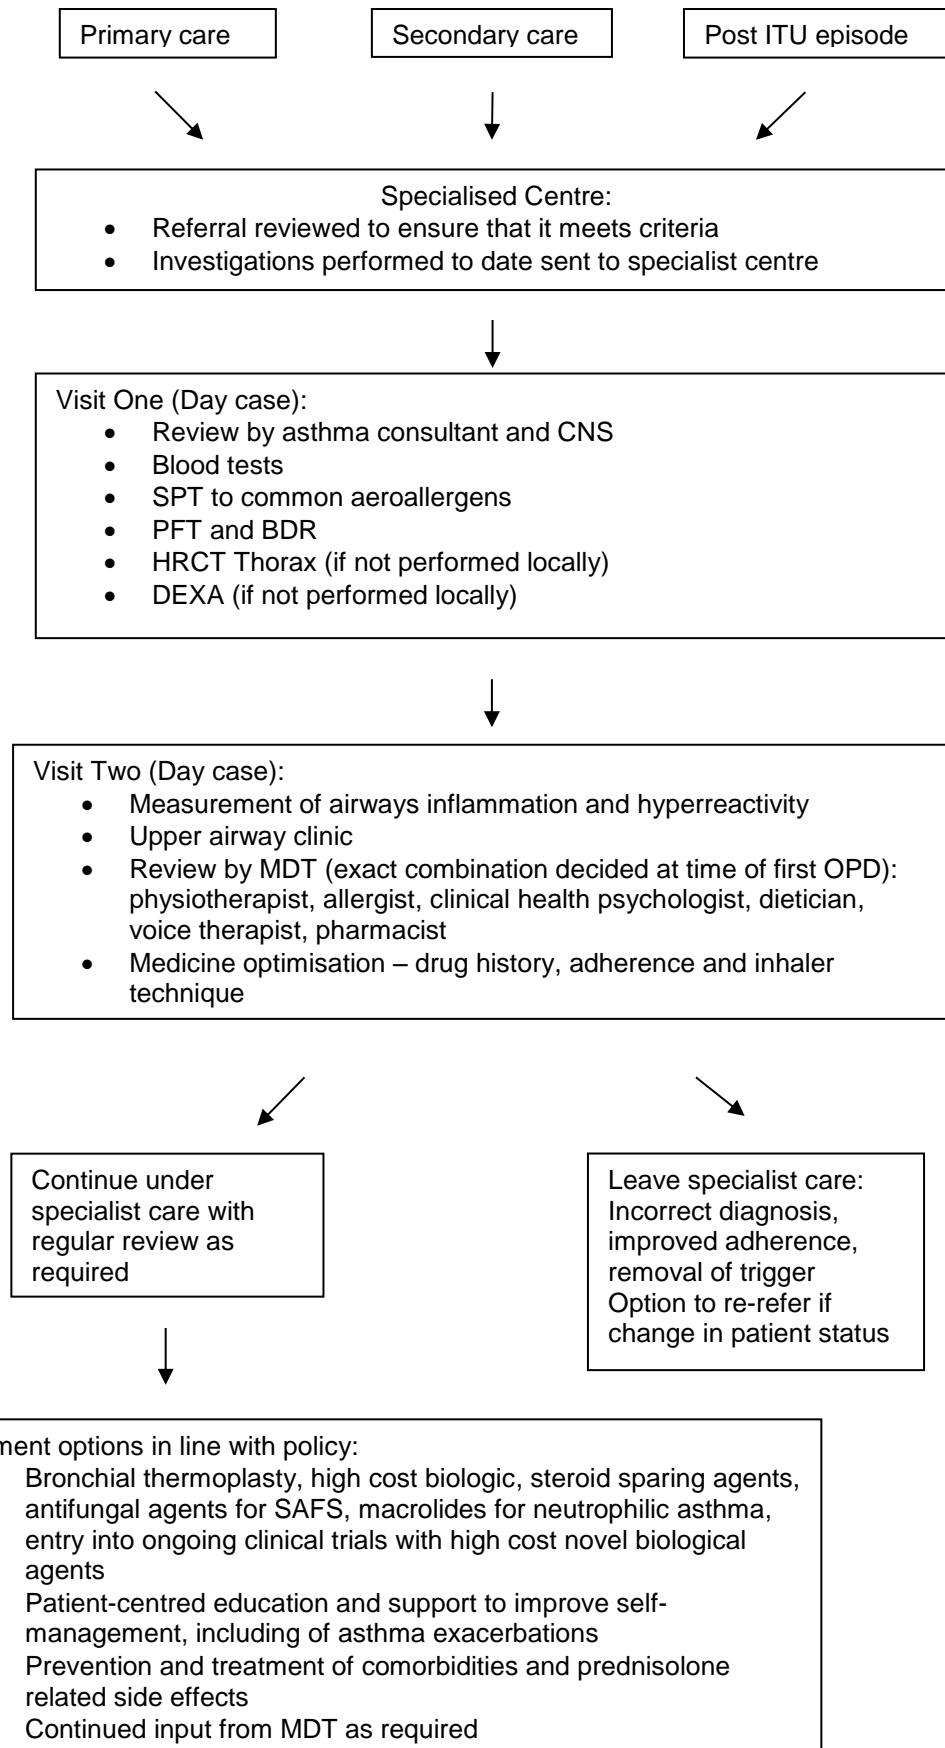 Primary care
Secondary care
Post ITU episode
Specialised Centre:
• Referral reviewed to ensure that it meets criteria
• Investigations performed to date sent to specialist centre
Visit One (Day case):
• Review by asthma consultant and CNS
• Blood tests
• SPT to common aeroallergens
• PFT and BDR
• HRCT Thorax (if not performed locally)
• DEXA (if not performed locally)
Visit Two (Day case):
• Measurement of airways inflammation and hyperreactivity
• Upper airway clinic
• Review by MDT (exact combination decided at time of first OPD):
physiotherapist, allergist, clinical health psychologist, dietician,
voice therapist, pharmacist
• Medicine optimisation – drug history, adherence and inhaler
technique
Continue under
specialist care with
regular review as
required
Leave specialist care:
Incorrect diagnosis,
improved adherence,
removal of trigger
Option to re-refer if
change in patient status
ment options in line with policy:
Bronchial thermoplasty, high cost biologic, steroid sparing agents,
antifungal agents for SAFS, macrolides for neutrophilic asthma,
entry into ongoing clinical trials with high cost novel biological
agents
Patient-centred education and support to improve self-
management, including of asthma exacerbations
Prevention and treatment of comorbidities and prednisolone
related side effects
Continued input from MDT as required